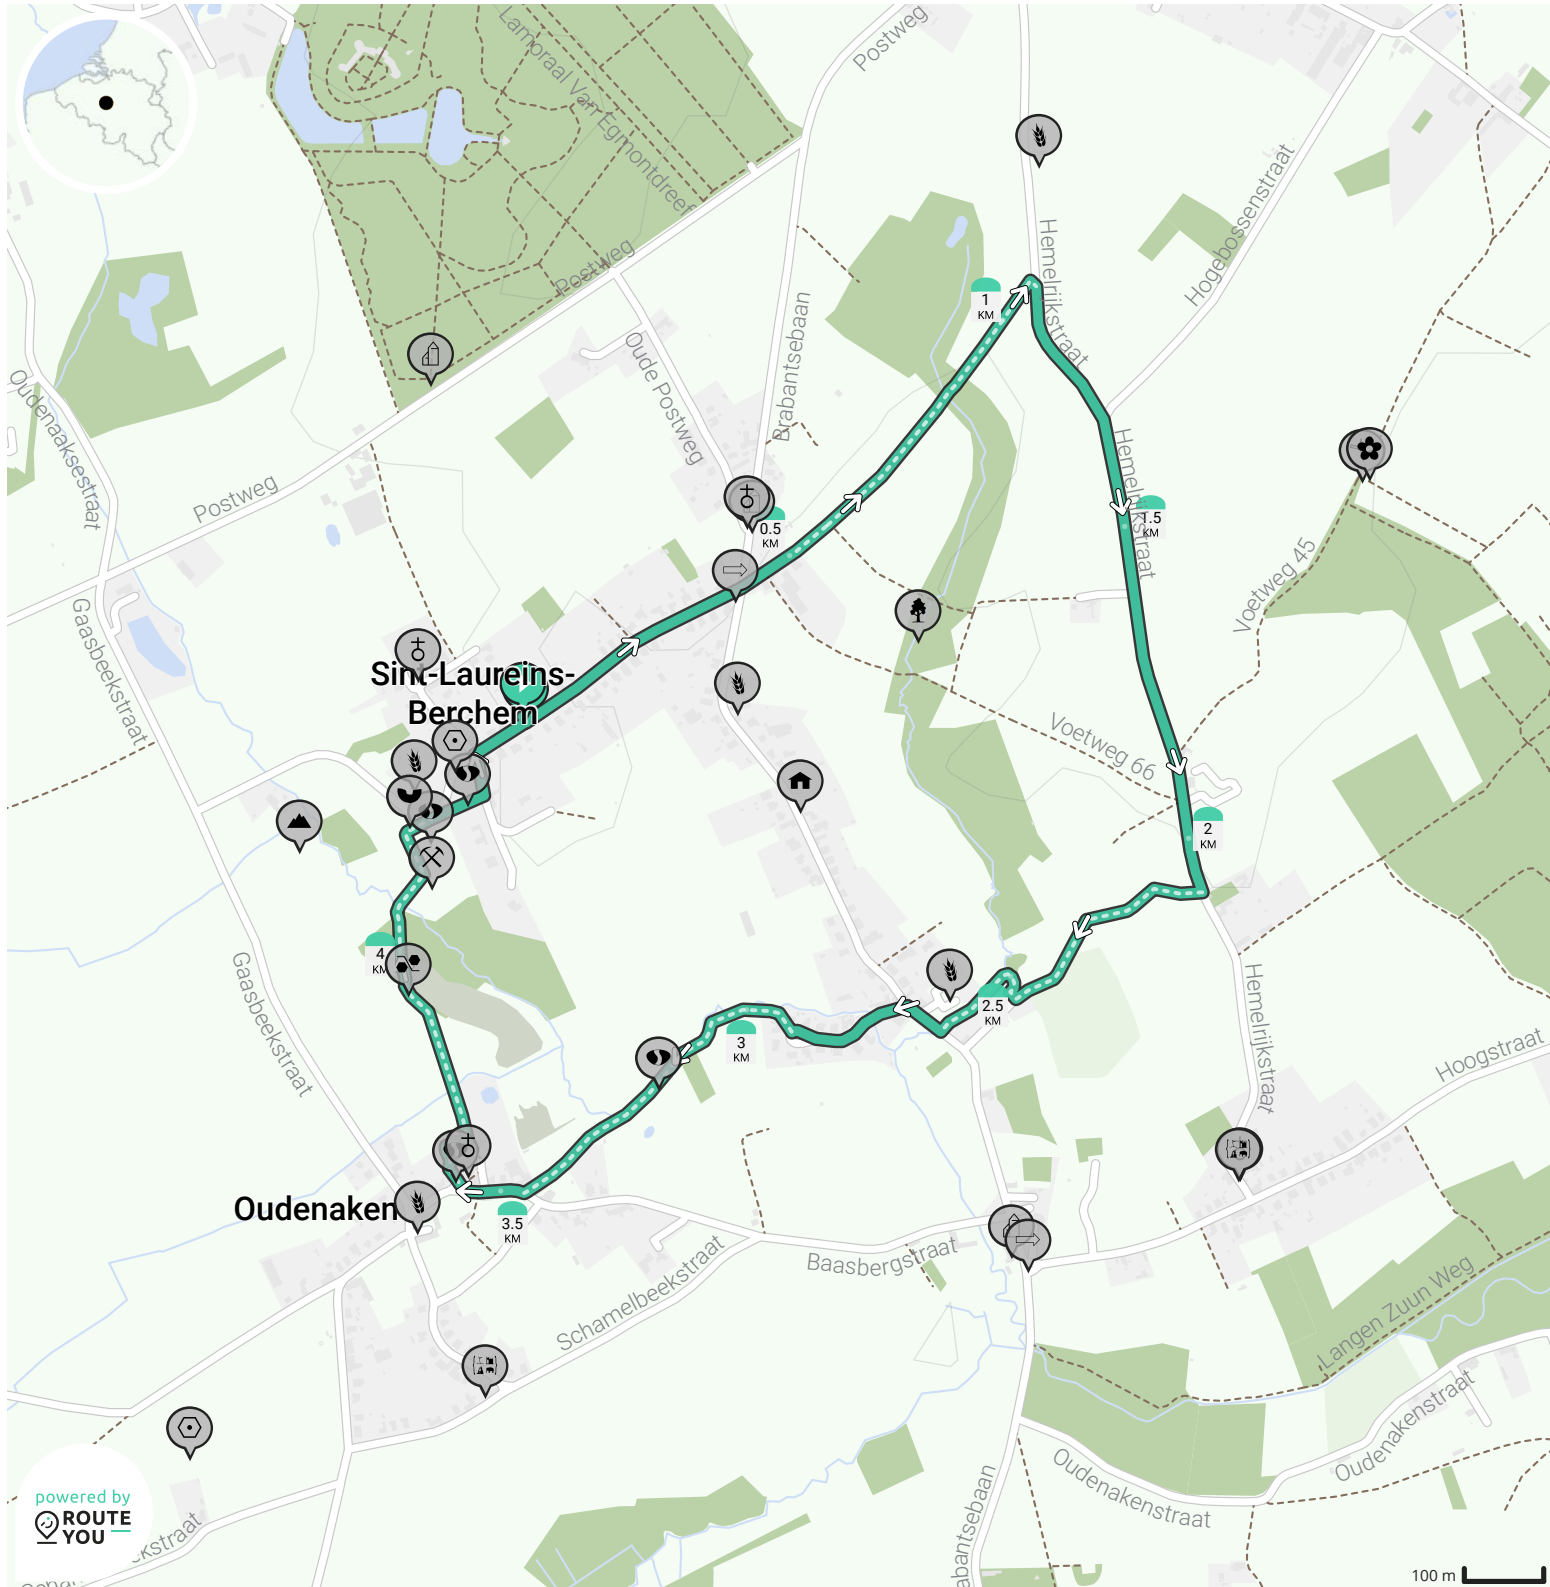 Lamoraal Van Egmontdreef
Postweg
Postweg
Hogebossenstraat
Hemelrijkstraat
1
KM
Brabantsebaan
Oude Postweg
Oudenaaksestraat
Postweg
Hemelrijkstraat
1.5
KM
0.5
KM
Voetweg 45
Gaasbeekstraat
Sint-Laureins-
Berchem
Voetweg 66
2
KM
4
KM
Gaasbeekstraat
2.5
KM
3
KM
Hemelrijkstraat
Hoogstraat
Oudenaken
3.5
KM
Baasbergstraat
Schamelbeekstraat
Langen Zuun Weg
Oudenakenstraat
Oudenakenstraat
abantsebaan
powered by
ROUTE
YOU
ekstraat
100 m